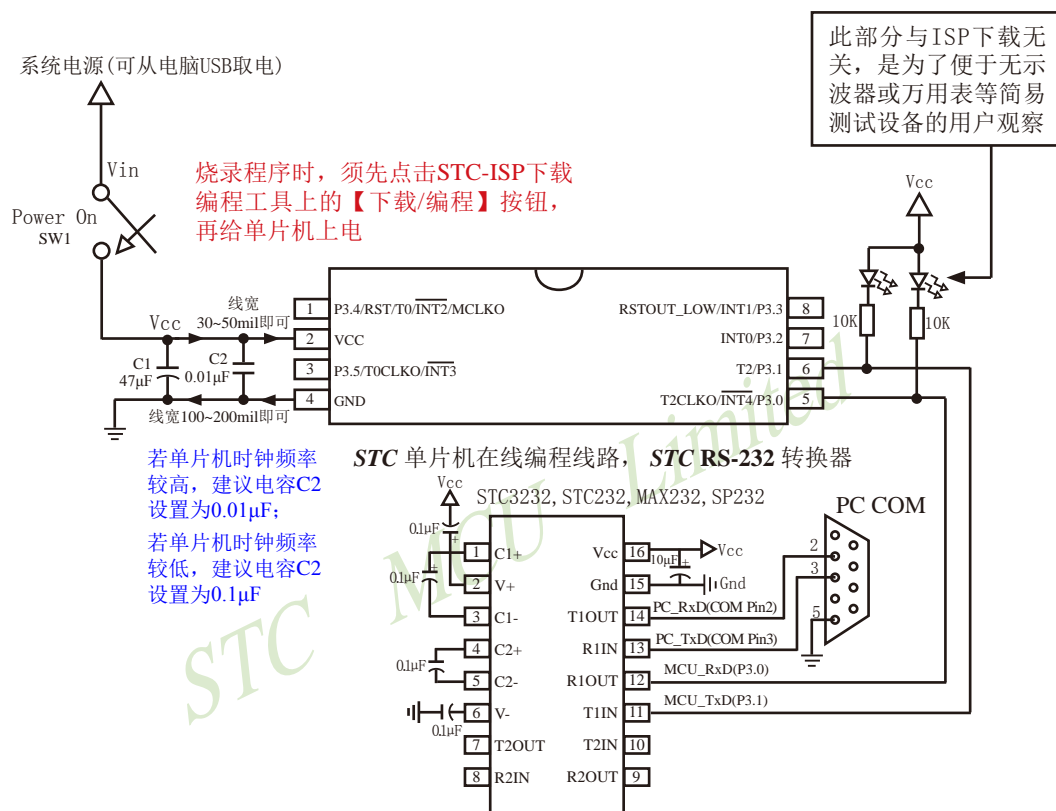 系统电源(可从电脑USB取电)
此部分与ISP下载无
关，是为了便于无示
波器或万用表等简易
测试设备的用户观察
Vin
Power On
SW1
烧录程序时，须先点击STC-ISP下载
编程工具上的【下载/编程】按钮，
再给单片机上电
Vcc
10K
10K
线宽
30~50mil即可
Vcc
C1
47μF
C2
0.01μF
线宽100~200mil即可
1 P3.4/RST/T0/INT2/MCLKO
2 VCC
3 P3.5/T0CLKO/INT3
4 GND
RSTOUT_LOW/INT1/P3.3 8
INT0/P3.2 7
T2/P3.1 6
T2CLKO/INT4/P3.0 5
若单片机时钟频率
较高，建议电容C2
设置为0.01μF；
若单片机时钟频率
较低，建议电容C2
设置为0.1μF
STC 单片机在线编程线路， STC RS-232 转换器
STC3232, STC232, MAX232, SP232
Vcc
0.1μF
+
0.1μF
+
0.1μF
0.1μF
1 C1+
2 V+
3 C1-
4 C2+
5 C2-
6 V-
7 T2OUT
8 R2IN
Vcc 16
Gnd 15
T1OUT 14
R1IN 13
R1OUT 12
T1IN 11
T2IN 10
R2OUT 9
Vcc
10μF
+
Gnd
PC_RxD(COM Pin2)
PC_TxD(COM Pin3)
MCU_RxD(P3.0)
MCU_TxD(P3.1)
PC COM
2
3
5
STC MCU Limited